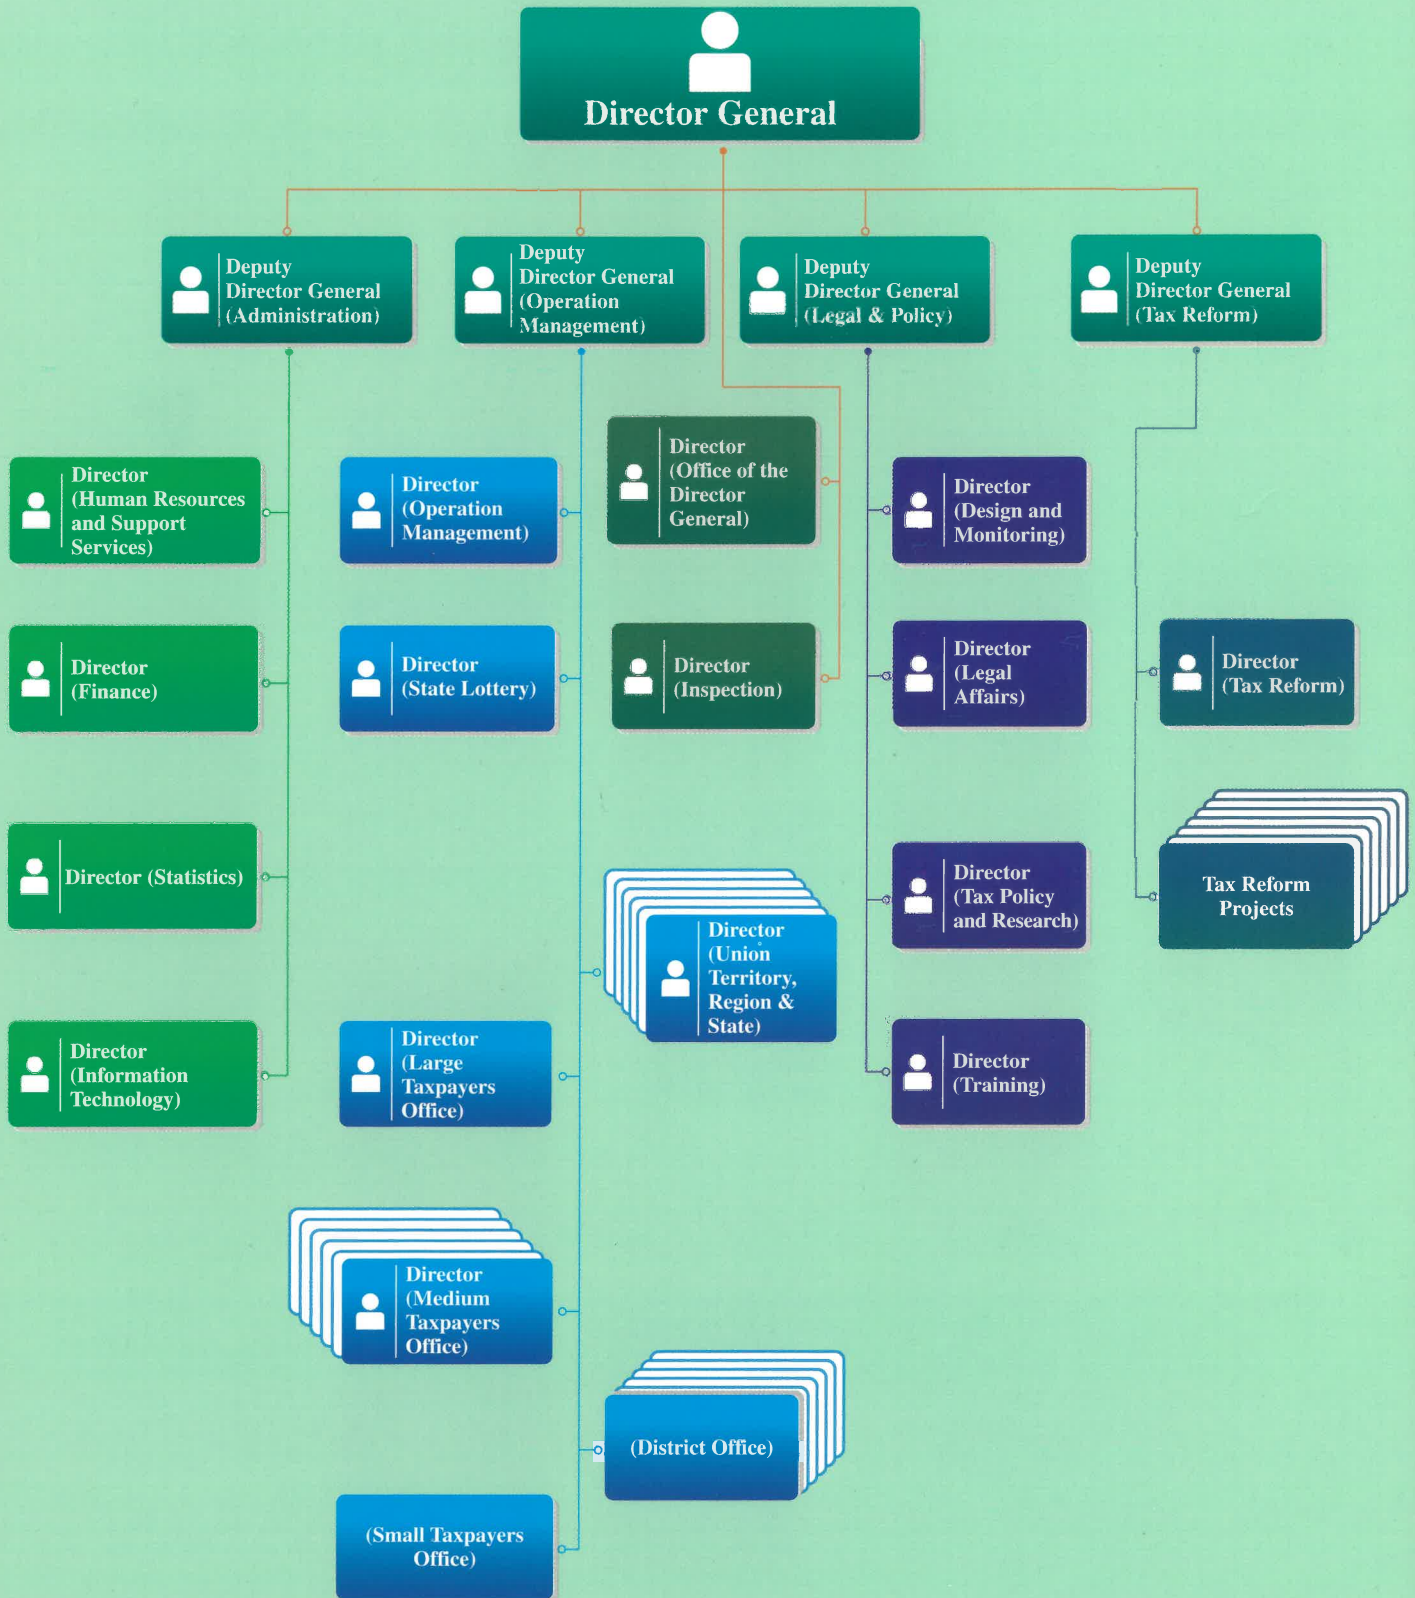 Director General
Deputy
Director General
(Administration)
Deputy
Director General
(Operation
Management)
Deputy
Director General
(Legal & Policy)
Deputy
Director General
(Tax Reform)
Director
(Human Resources
and Support
Services)
Director
(Operation
Management)
Director
(Office of the
Director
General)
Director
(Design and
Monitoring)
Director
(Finance)
Director
(State Lottery)
Director
(Inspection)
Director
(Legal
Affairs)
Director
(Tax Reform)
Director (Statistics)
Director
(Union
Territory,
Region &
State)
Director
(Tax Policy
and Research)
Tax Reform
Projects
Director
(Information
Technology)
Director
(Large
Taxpayers
Office)
Director
(Training)
Director
(Medium
Taxpayers
Office)
(District Office)
(Small Taxpayers
Office)